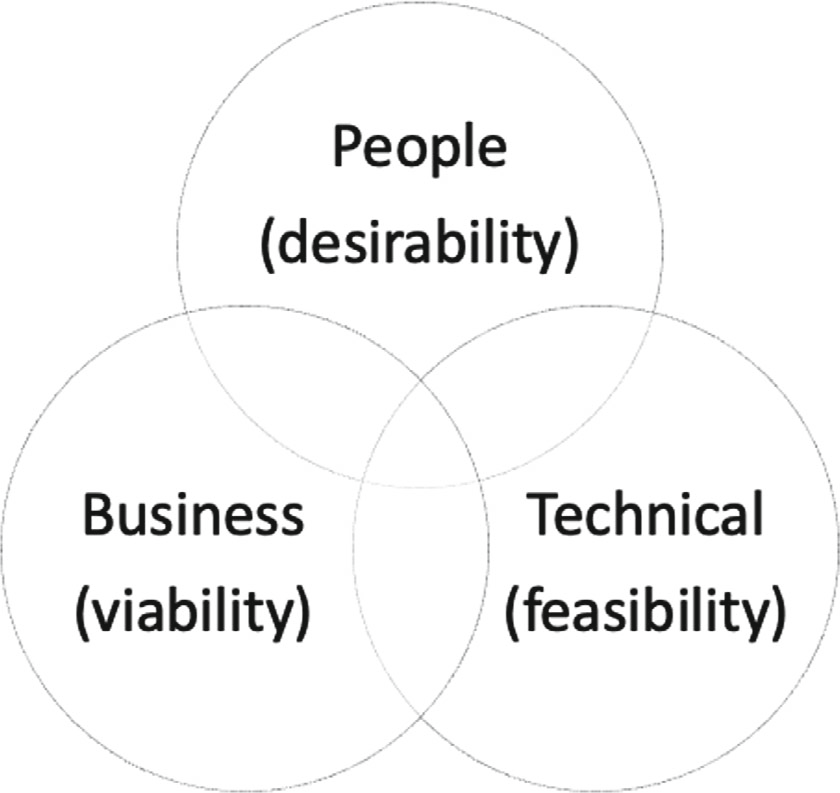 People
(desirability)
Business
(viability)
Technical
(feasibility)